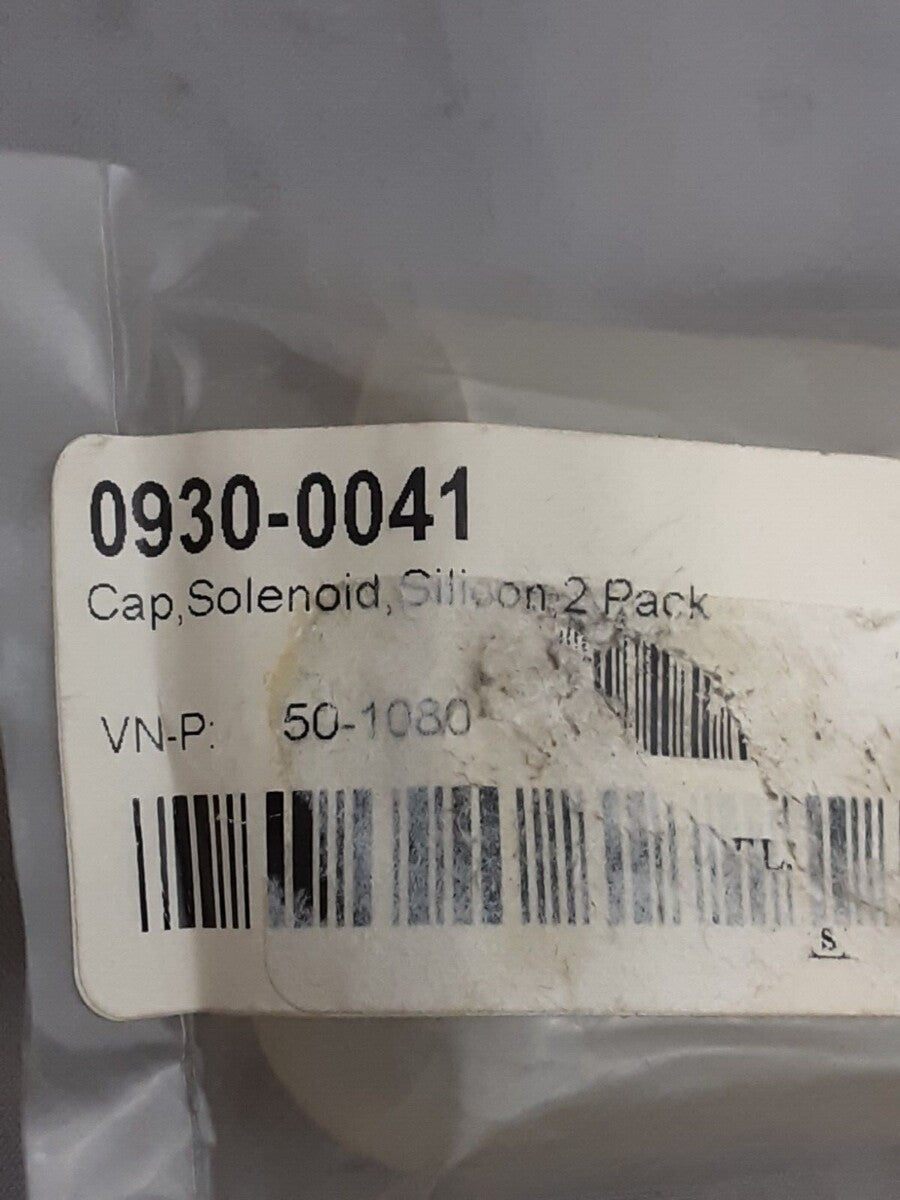 0930-0041
Cap,Solenoid,Silicon,2 Pack
VN-P: 50-1080
S